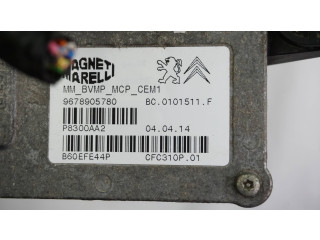 MAGNETI
MARELLI
MM_BVMP_MCP_CEM1
9678905780 BC.0101511.F
P8300AA2 04.04.14
B60EFE44P CFC310P.01